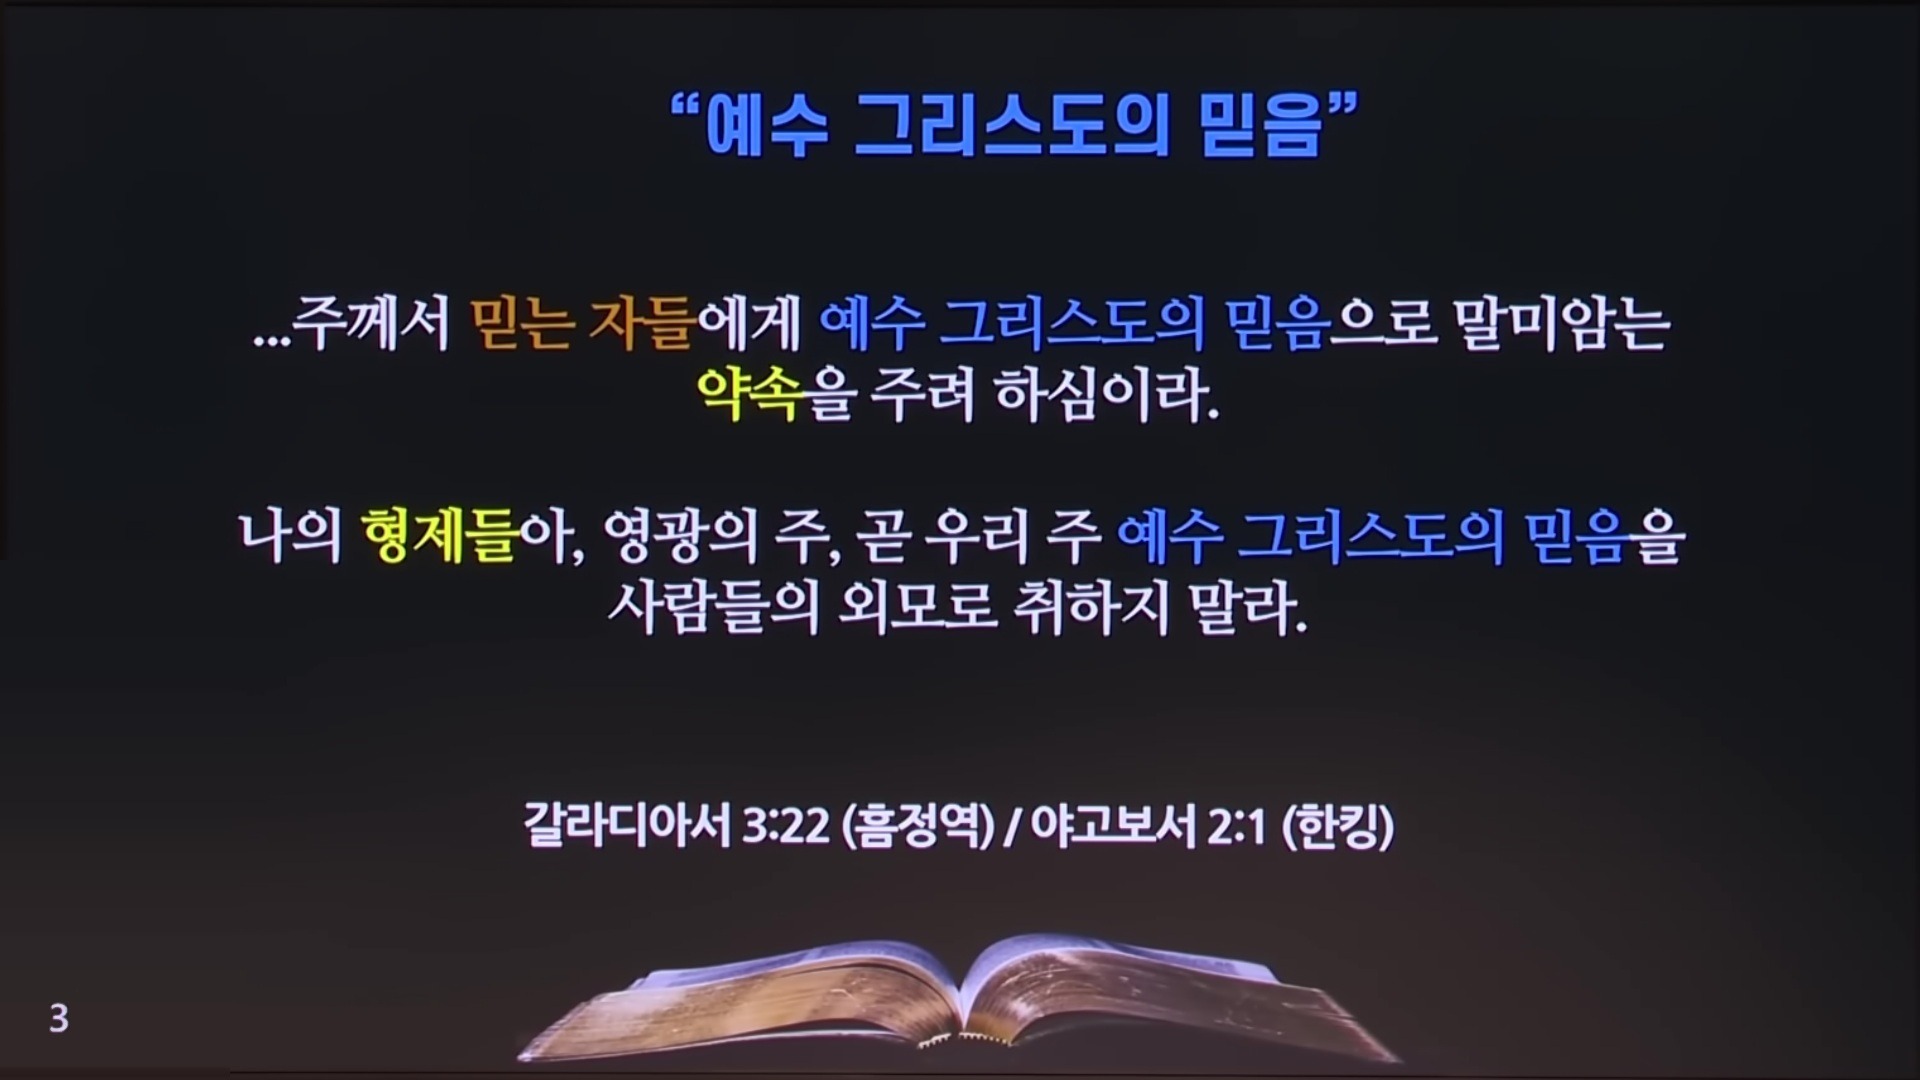 “예수 그리스도의 믿음”
...주께서 믿는 자들에게 예수 그리스도의 믿음으로 말미암는
약속을 주려 하심이라.
나의 형제들아, 영광의 주, 곧 우리 주 예수 그리스도의 믿음을
사람들의 외모로 취하지 말라.
갈라디아서 3:22 (흠정역) / 야고보서 2:1 (한킹)
3